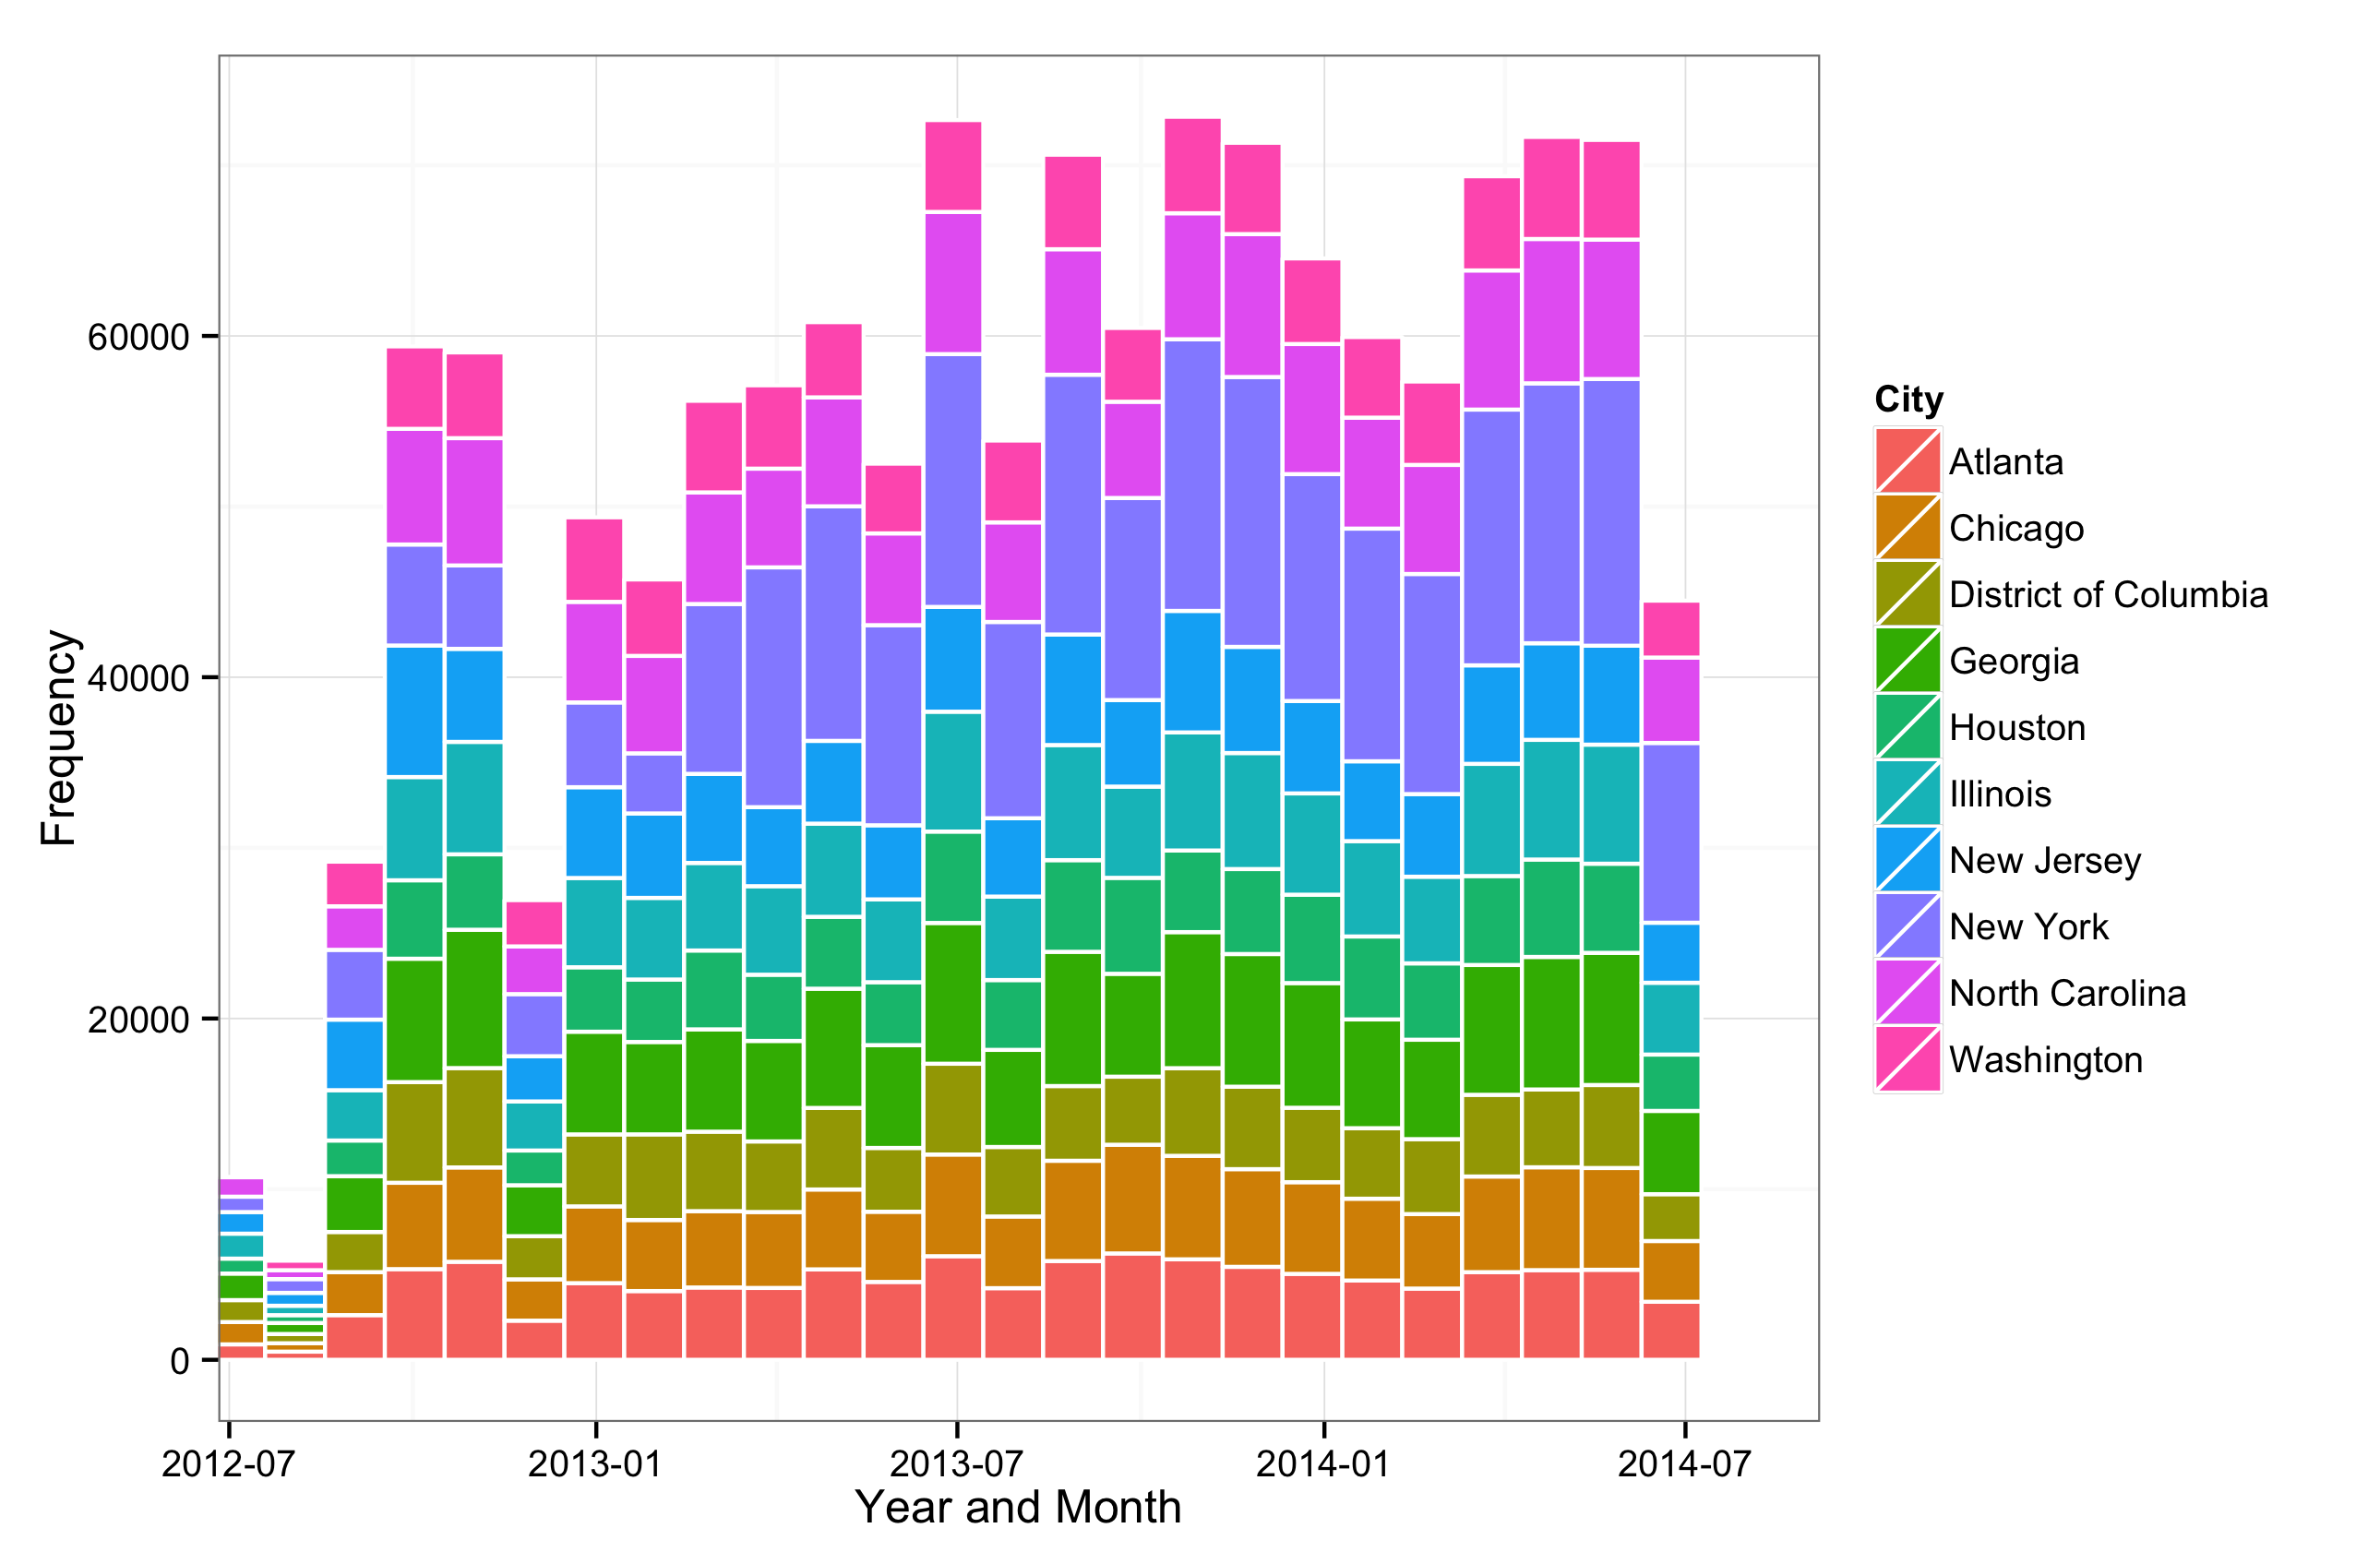 60000
40000
20000
0
Frequency
2012-07
2013-01
2013-07
2014-01
2014-07
Year and Month
City
Atlanta
Chicago
District of Columbia
Georgia
Houston
Illinois
New Jersey
New York
North Carolina
Washington